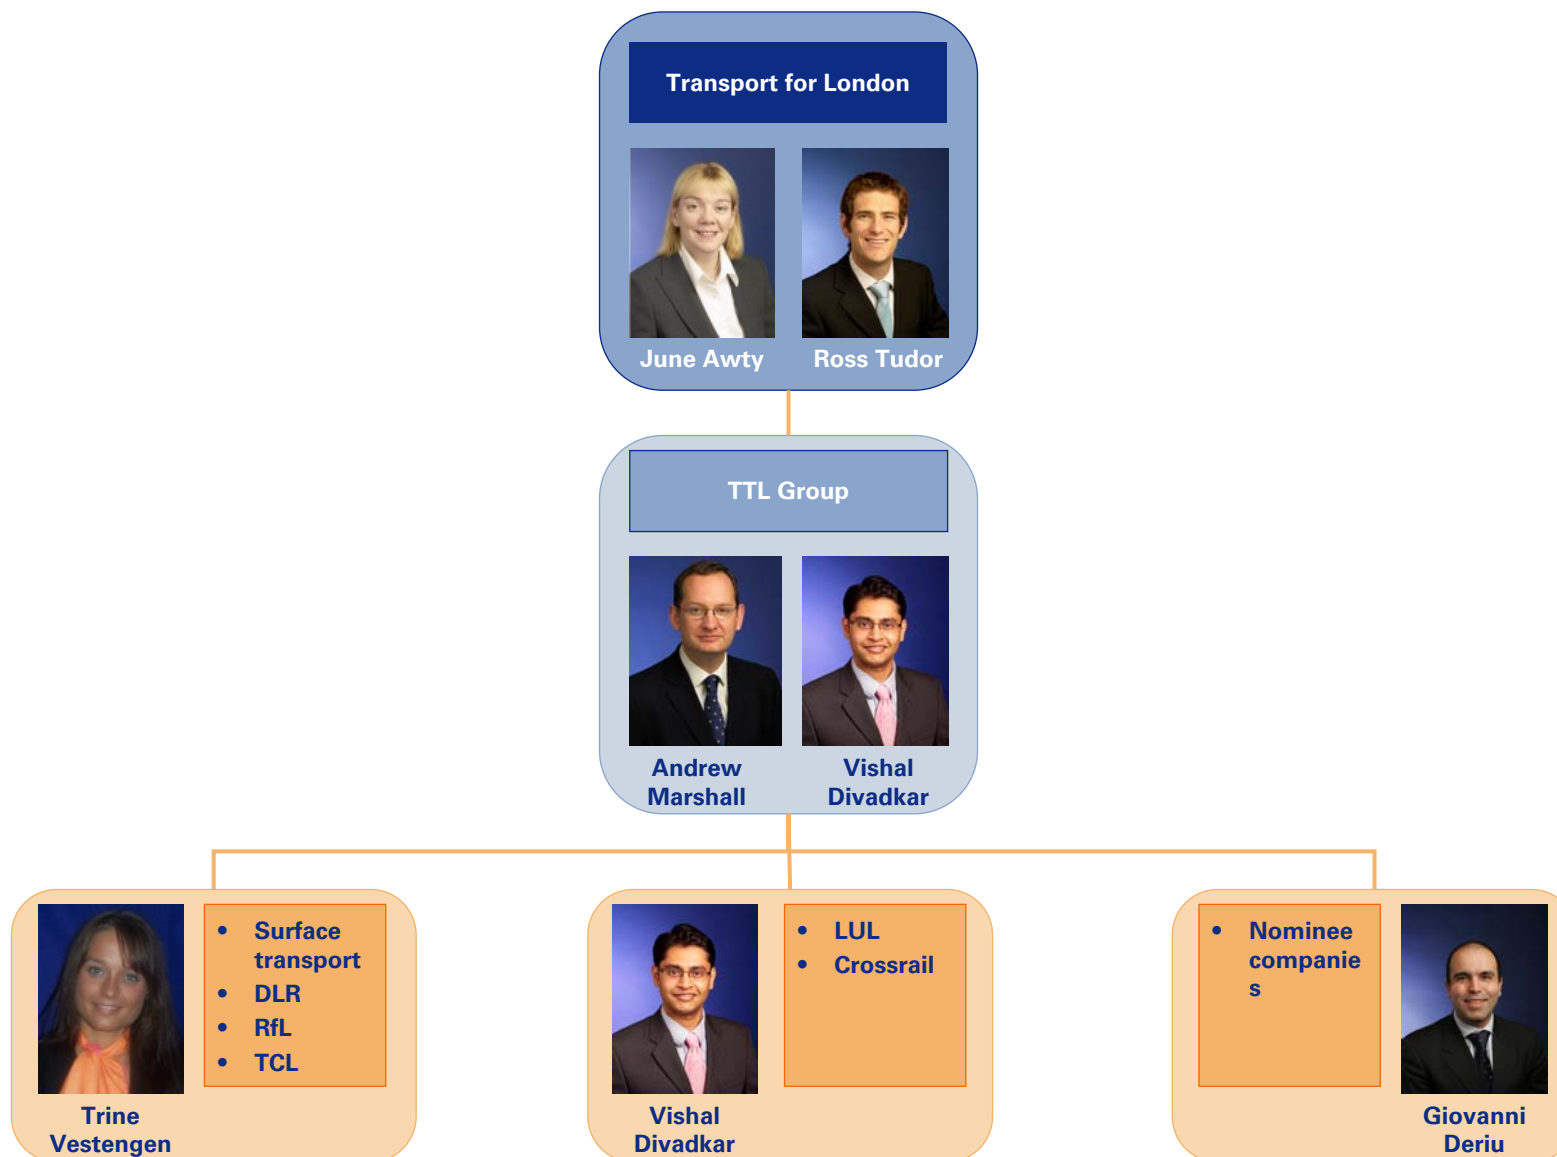 Transport for London
June Awty
Ross Tudor
TTL Group
Andrew
Marshall
Vishal
Divadkar
• Surface
transport
• DLR
• RfL
• TCL
Trine
Vestengen
• LUL
• Crossrail
Vishal
Divadkar
• Nominee
companie
s
Giovanni
Deriu